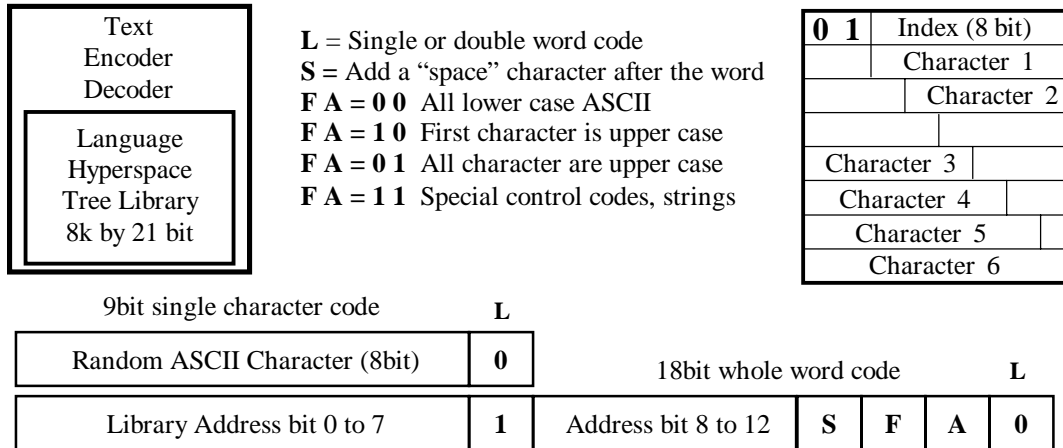 Text
Encoder
Decoder
Language
Hyperspace
Tree Library
8k by 21 bit
L = Single or double word code
S = Add a “space” character after the word
F A = 0 0 All lower case ASCII
F A = 1 0 First character is upper case
F A = 0 1 All character are upper case
F A = 1 1 Special control codes, strings
0 1 Index (8 bit)
Character 1
Character 2
Character 3
Character 4
Character 5
Character 6
9bit single character code L
Random ASCII Character (8bit) 0
18bit whole word code L
Library Address bit 0 to 7 1 Address bit 8 to 12 S F A 0